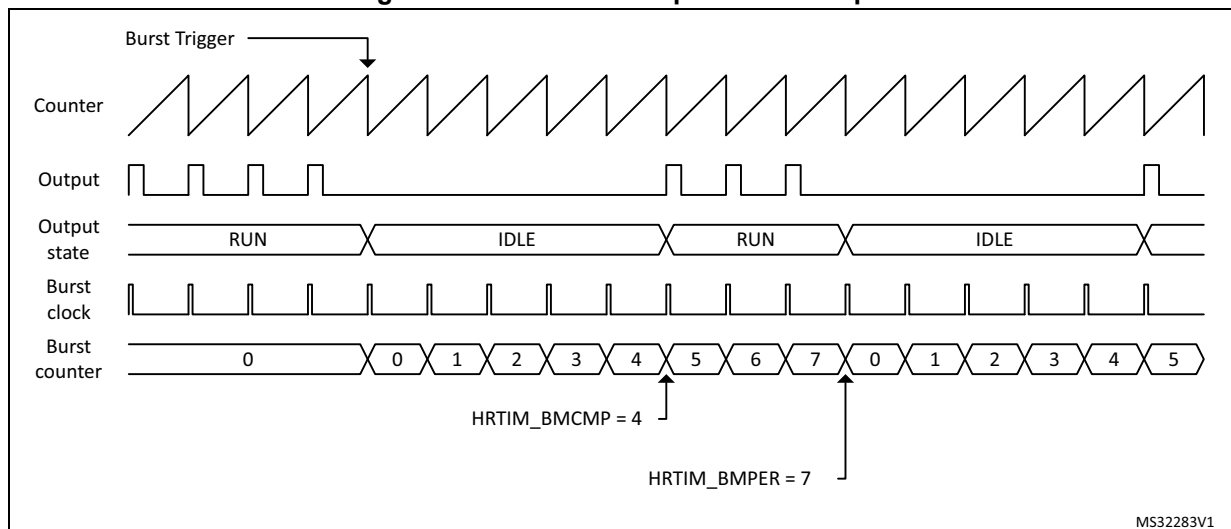 Burst Trigger
Counter
Output
Output
state
RUN
IDLE
RUN
IDLE
Burst
clock
Burst
counter
0
0
1
2
3
4
5
6
7
0
1
2
3
4
5
HRTIM_BMCMP = 4
HRTIM_BMPER = 7
MS32283V1